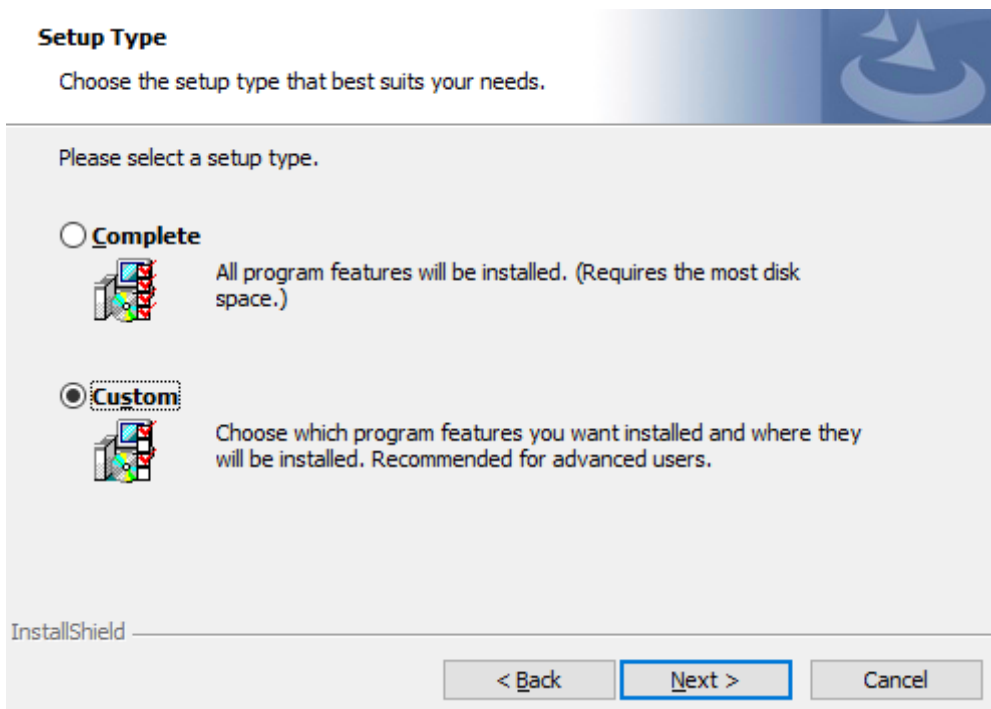 Setup Type
Choose the setup type that best suits your needs.
Please select a setup type.
Complete
All program features will be installed. (Requires the most disk
space.)
Custom
Choose which program features you want installed and where they
will be installed. Recommended for advanced users.
InstallShield
< Back
Next >
Cancel